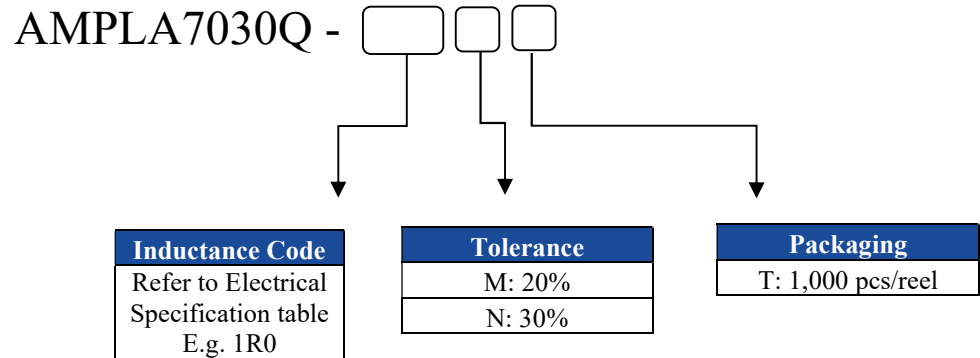 AMPLA7030Q -
Inductance Code
Refer to Electrical
Specification table
E.g. 1R0
Tolerance
M: 20%
N: 30%
Packaging
T: 1,000 pcs/reel